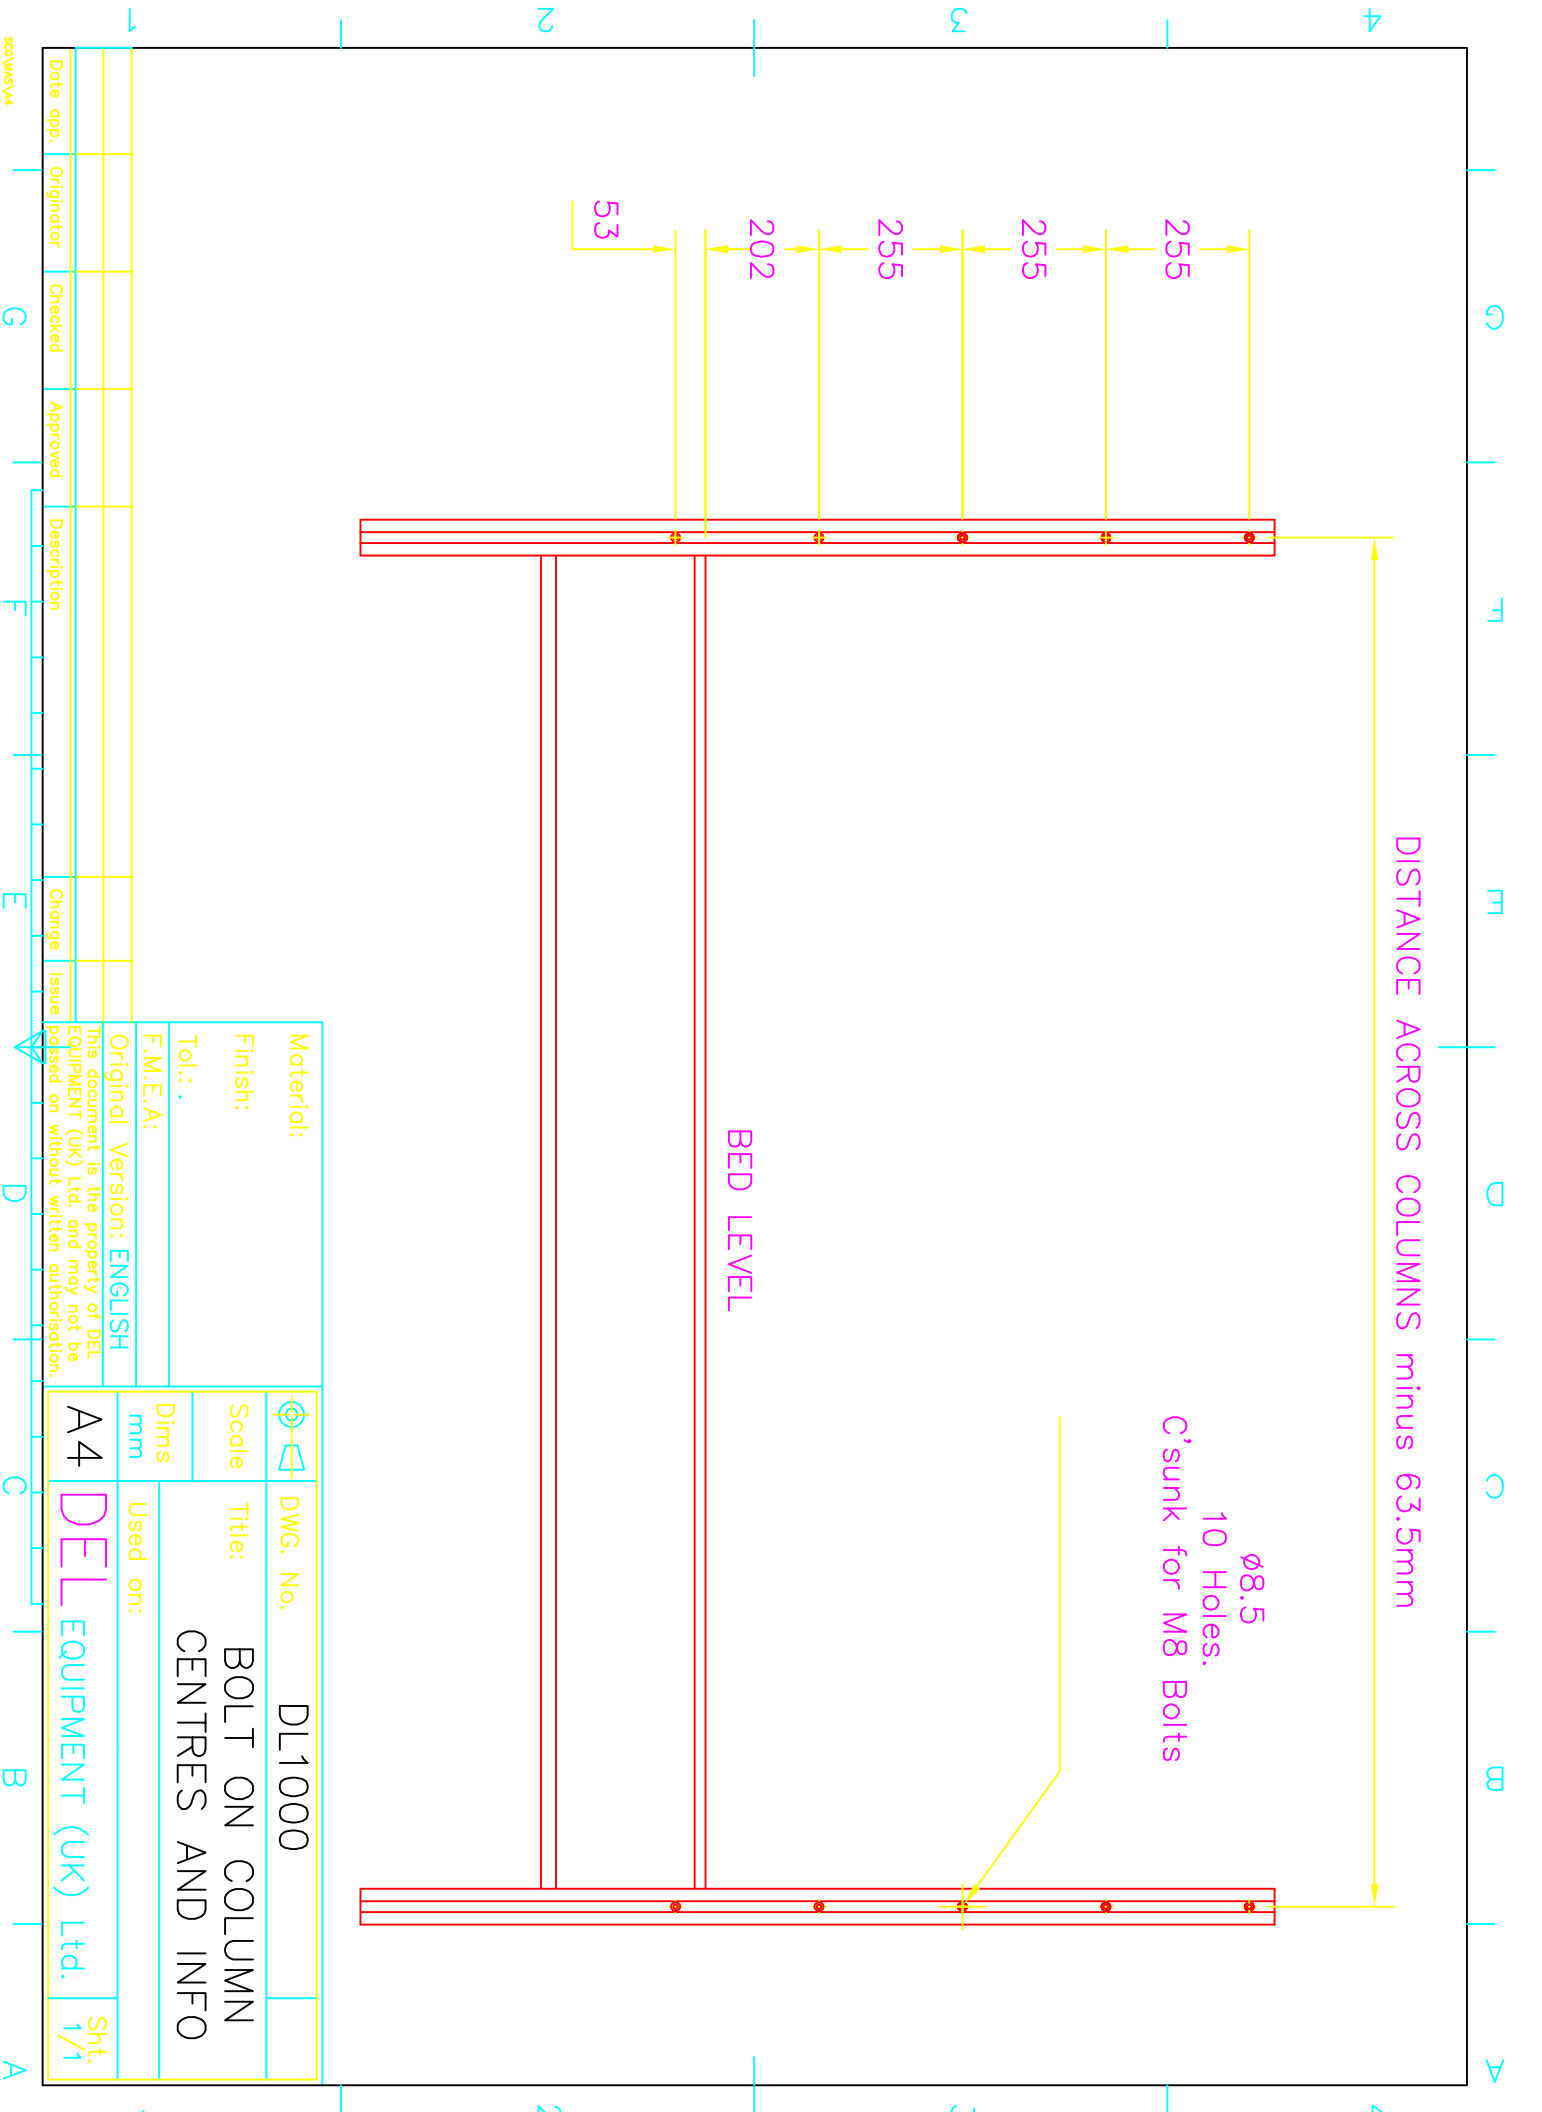 4
3
2
1
G
F
E
D
C
B
A
DISTANCE ACROSS COLUMNS minus 63.5mm
ø8.5
10 Holes.
C'sunk for M8 Bolts
255
255
255
202
53
BED LEVEL
Material:
Finish:
Tol.: .
F.M.E.A:
Original Version: ENGLISH
This document is the property of DEL
EQUIPMENT (UK) Ltd. and may not be
passed on without written authorisation.
DWG. No. DL1000
Scale
Title: BOLT ON COLUMN
CENTRES AND INFO
Dims
mm
Used on:
A4
DEL EQUIPMENT (UK) Ltd.
Sht.
1/1
Date app. Originator Checked Approved Description Change Issue
G
F
E
D
C
B
A